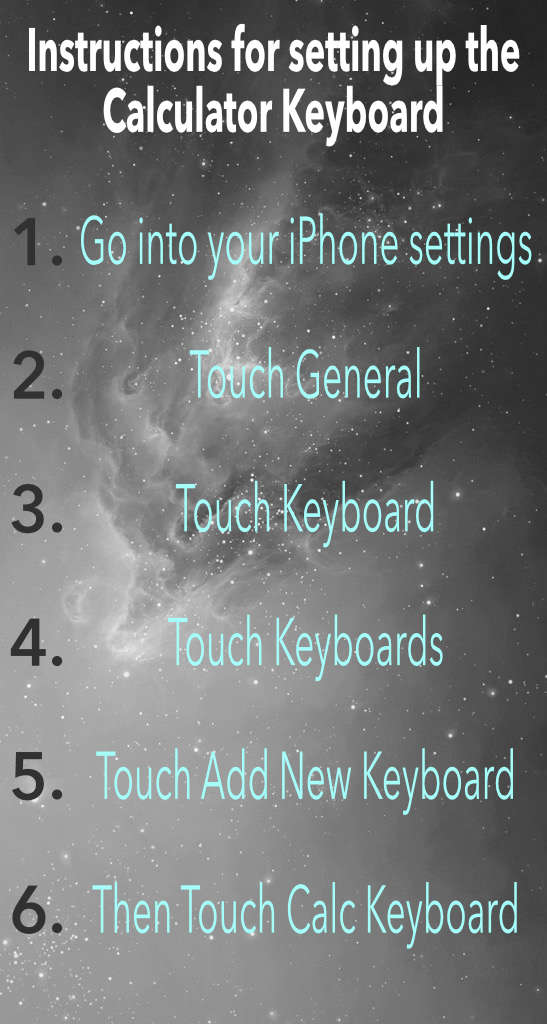 Instructions for setting up the
Calculator Keyboard
1. Go into your iPhone settings
2. Touch General
3. Touch Keyboard
4. Touch Keyboards
5. Touch Add New Keyboard
6. Then Touch Calc Keyboard